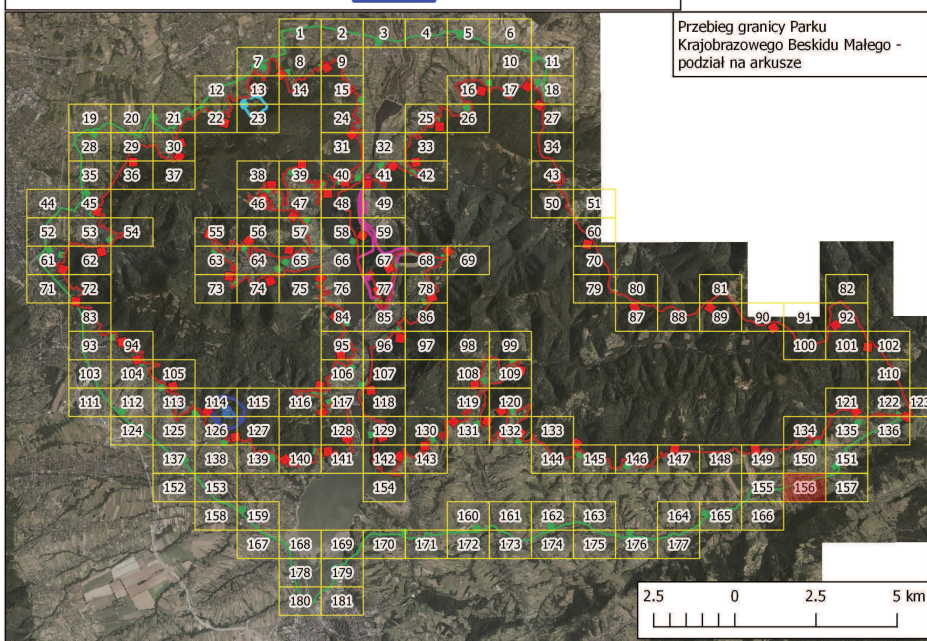 Przebieg granicy Parku
Krajobrazowego Beskidu Małego -
podział na arkusze
1 2 3 4 5 6
7 8 9 10 11
12 13 14 15 16 17 18
19 20 21 22 23 24 25 26 27
28 29 30 31 32 33 34
35 36 37 38 39 40 41 42 43
44 45 46 47 48 49 50 51
52 53 54 55 56 57 58 59 60
61 62 63 64 65 66 67 68 69 70
71 72 73 74 75 76 77 78 79 80 81 82
83 84 85 86 87 88 89 90 91 92
93 94 95 96 97 98 99 100 101 102
103 104 105 106 107 108 109 110
111 112 113 114 115 116 117 118 119 120 121 122 123
124 125 126 127 128 129 130 131 132 133 134 135 136
137 138 139 140 141 142 143 144 145 146 147 148 149 150 151
152 153 154 155 156 157
158 159 160 161 162 163 164 165 166
167 168 169 170 171 172 173 174 175 176 177
178 179
180 181
2.5 0 2.5 5 km